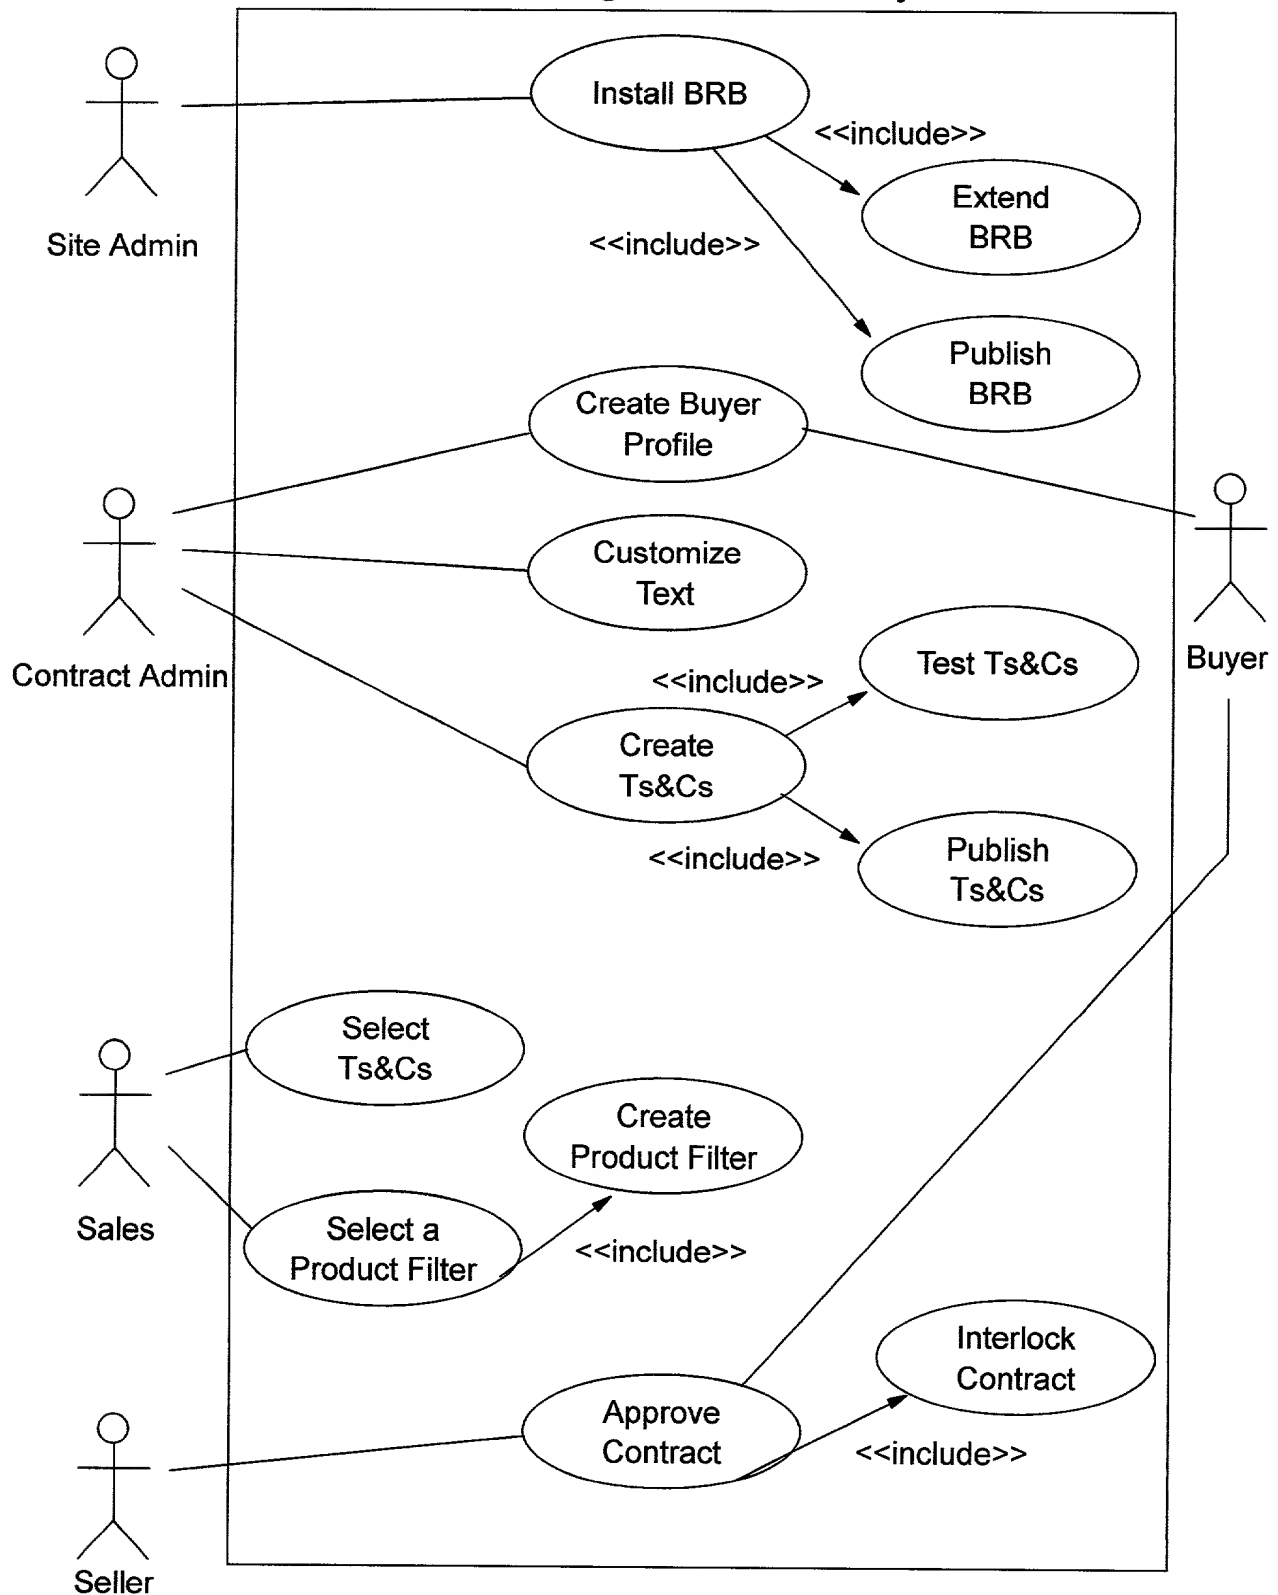 Install BRB
<<include>>
Extend
BRB
Site Admin
<<include>>
Publish
BRB
Create Buyer
Profile
Customize
Text
Contract Admin
Buyer
<<include>>
Test Ts&Cs
Create
Ts&Cs
<<include>>
Publish
Ts&Cs
Select
Ts&Cs
Create
Product Filter
Sales
Select a
Product Filter
<<include>>
Interlock
Contract
Approve
Contract
<<include>>
Seller